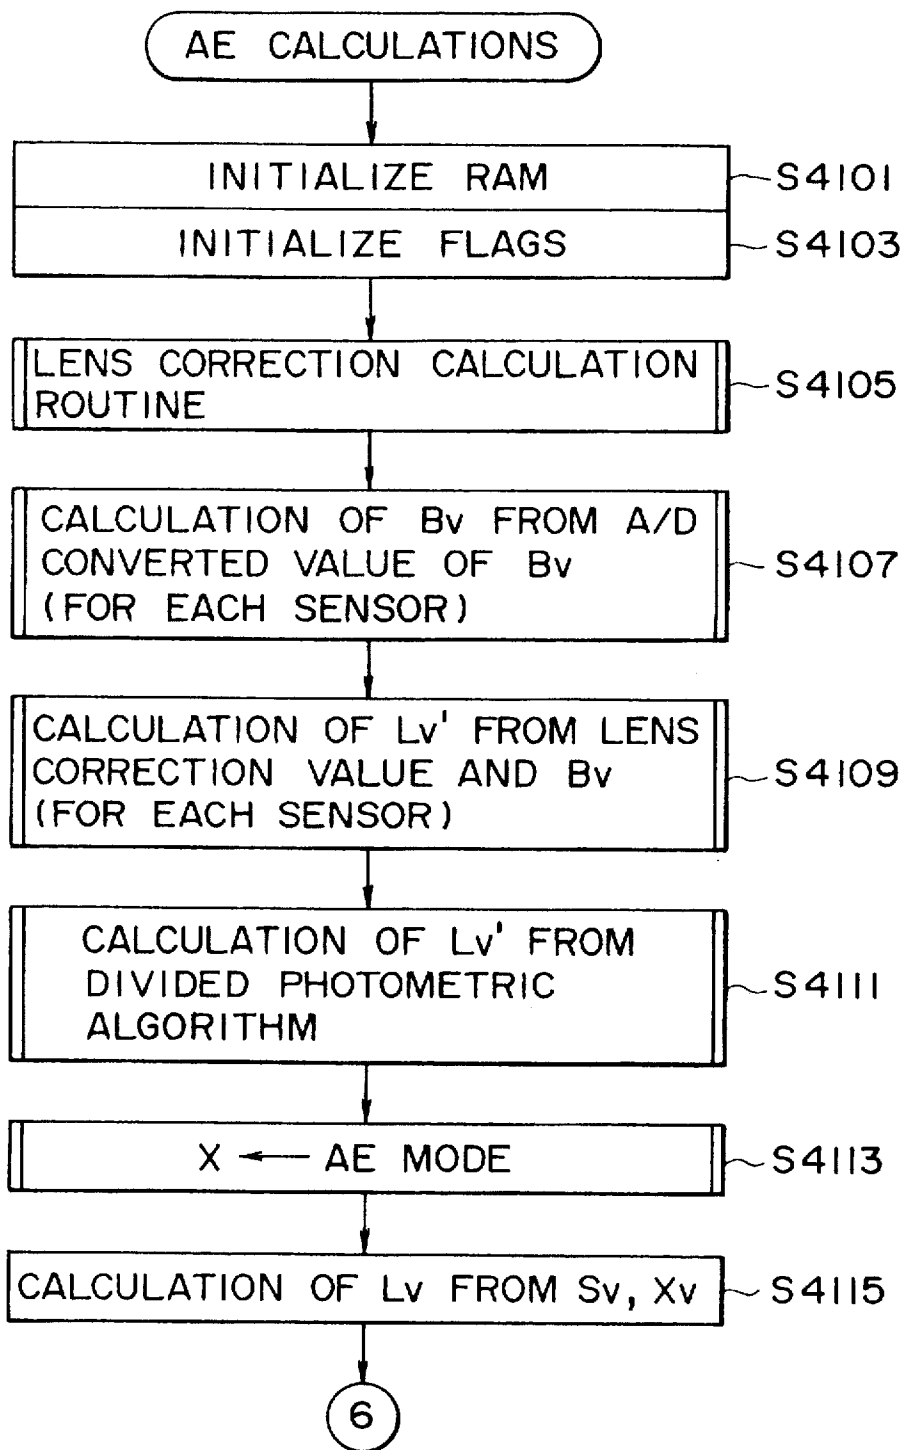 AE CALCULATIONS
INITIALIZE RAM
S4101
INITIALIZE FLAGS
S4103
LENS CORRECTION CALCULATION
ROUTINE
S4105
CALCULATION OF Bv FROM A/D
CONVERTED VALUE OF Bv
(FOR EACH SENSOR)
S4107
CALCULATION OF Lv' FROM LENS
CORRECTION VALUE AND Bv
(FOR EACH SENSOR)
S4109
CALCULATION OF Lv' FROM
DIVIDED PHOTOMETRIC
ALGORITHM
S4111
X ← AE MODE
S4113
CALCULATION OF Lv FROM Sv, Xv
S4115
6